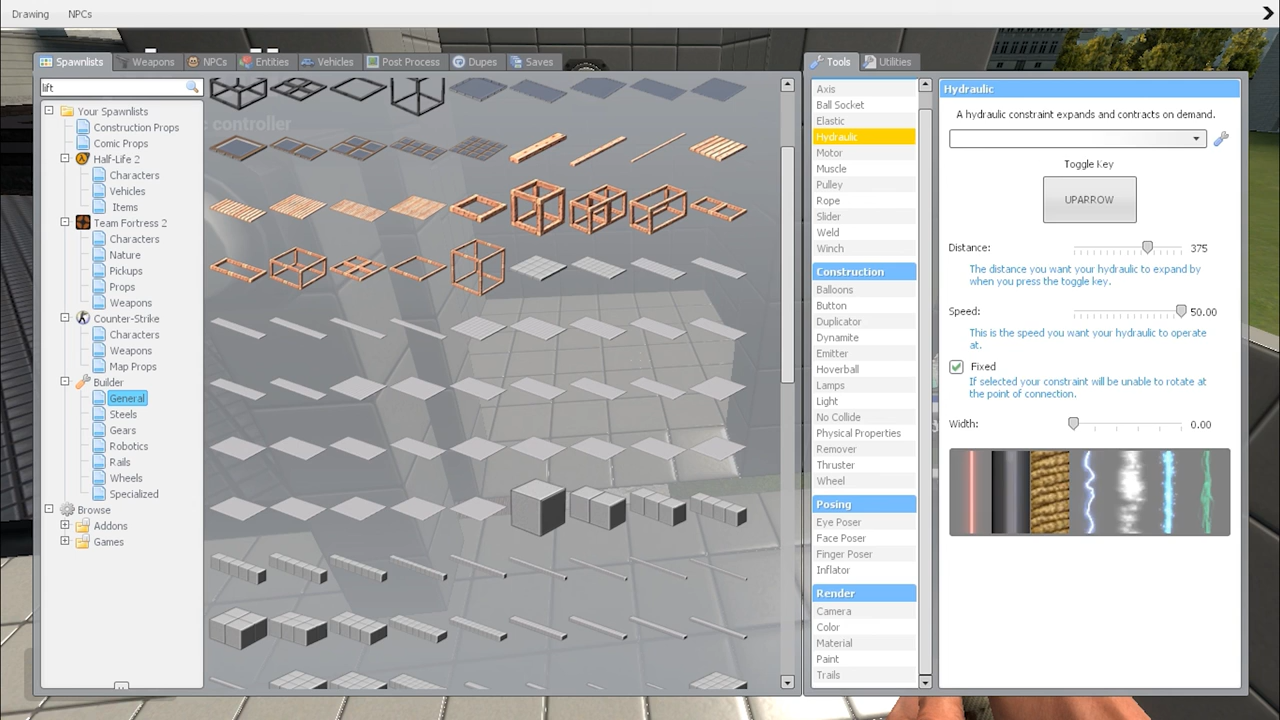 Drawing NPCs
Spawnlists Weapons NPCs Entities Vehicles Post Process Dupes Saves
lift
Your Spawnlists
Construction Props
Comic Props
Half-Life 2
Characters
Vehicles
Items
Team Fortress 2
Characters
Nature
Pickups
Props
Weapons
Counter-Strike
Characters
Weapons
Map Props
Builder
General
Steels
Gears
Robotics
Rails
Wheels
Specialized
Browse
Addons
Games
controller
Tools Utilities
Axis
Ball Socket
Elastic
Hydraulic
Motor
Muscle
Pulley
Rope
Slider
Weld
Winch
Construction
Balloons
Button
Duplicator
Dynamite
Emitter
Hoverball
Lamps
Light
No Collide
Physical Properties
Remover
Thruster
Wheel
Posing
Eye Poser
Face Poser
Finger Poser
Inflator
Render
Camera
Color
Material
Paint
Trails
Hydraulic
A hydraulic constraint expands and contracts on demand.
Toggle Key
UPARROW
Distance: 375
The distance you want your hydraulic to expand by
when you press the toggle key.
Speed: 50.00
This is the speed you want your hydraulic to operate
at.
Fixed
If selected your constraint will be unable to rotate at
the point of connection.
Width: 0.00